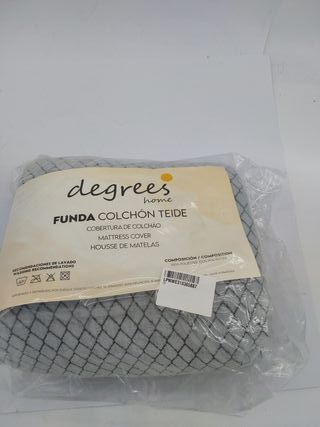 degrees
home
FUNDA COLCHÓN TEIDE
COBERTURA DE COLCHAO
MATTRESS COVER
HOUSSE DE MATELAS
RECOMENDACIONES DE LAVADO
WASHING RECOMMENDATIONS
COMPOSICIÓN / COMPOSITION